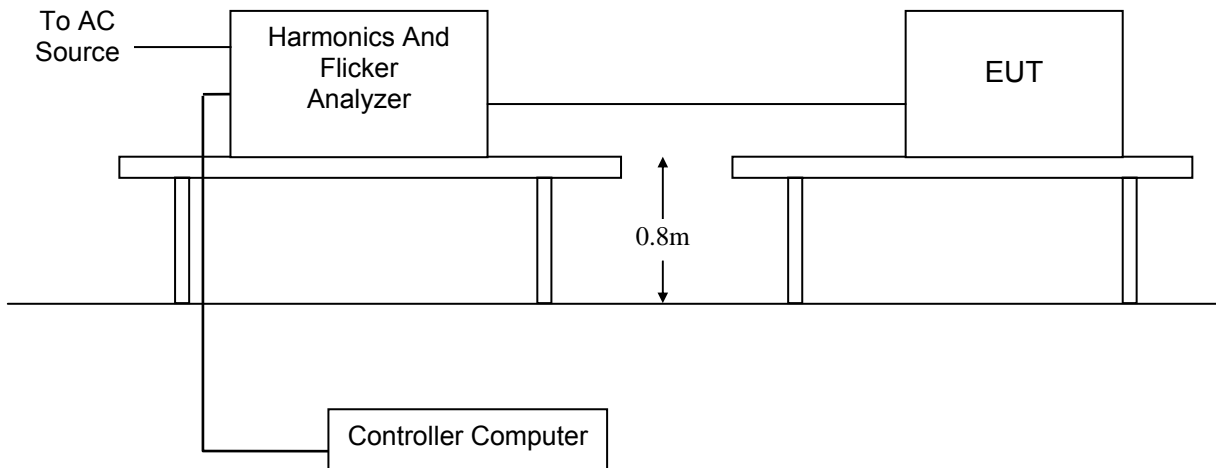 To AC
Source
Harmonics And
Flicker
Analyzer
EUT
0.8m
Controller Computer